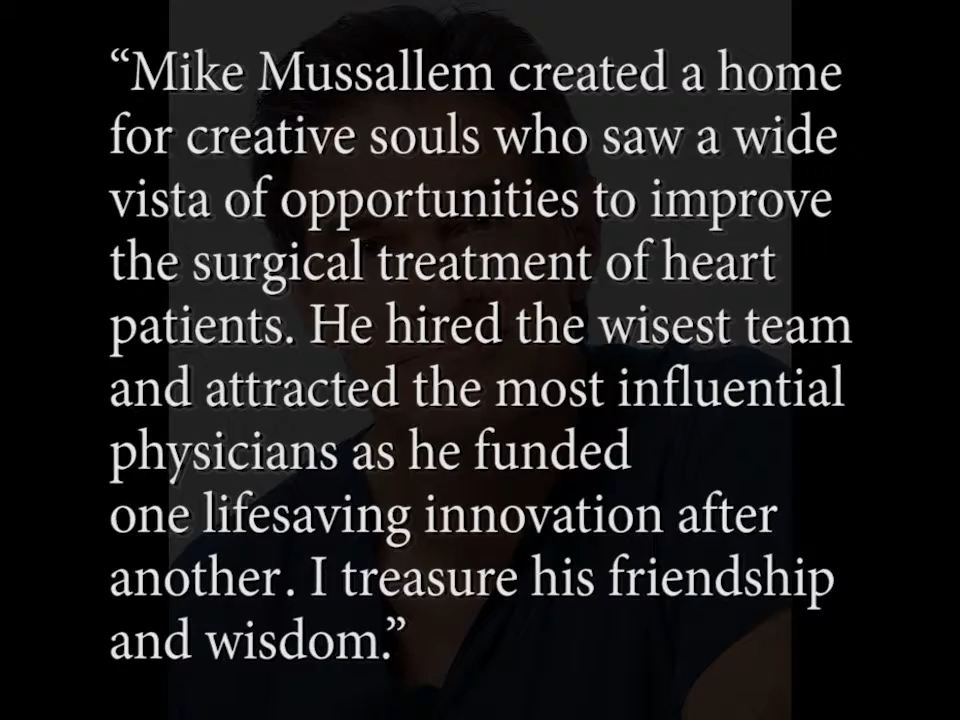 “Mike Mussallem created a home
for creative souls who saw a wide
vista of opportunities to improve
the surgical treatment of heart
patients. He hired the wisest team
and attracted the most influential
physicians as he funded
one lifesaving innovation after
another. I treasure his friendship
and wisdom.”